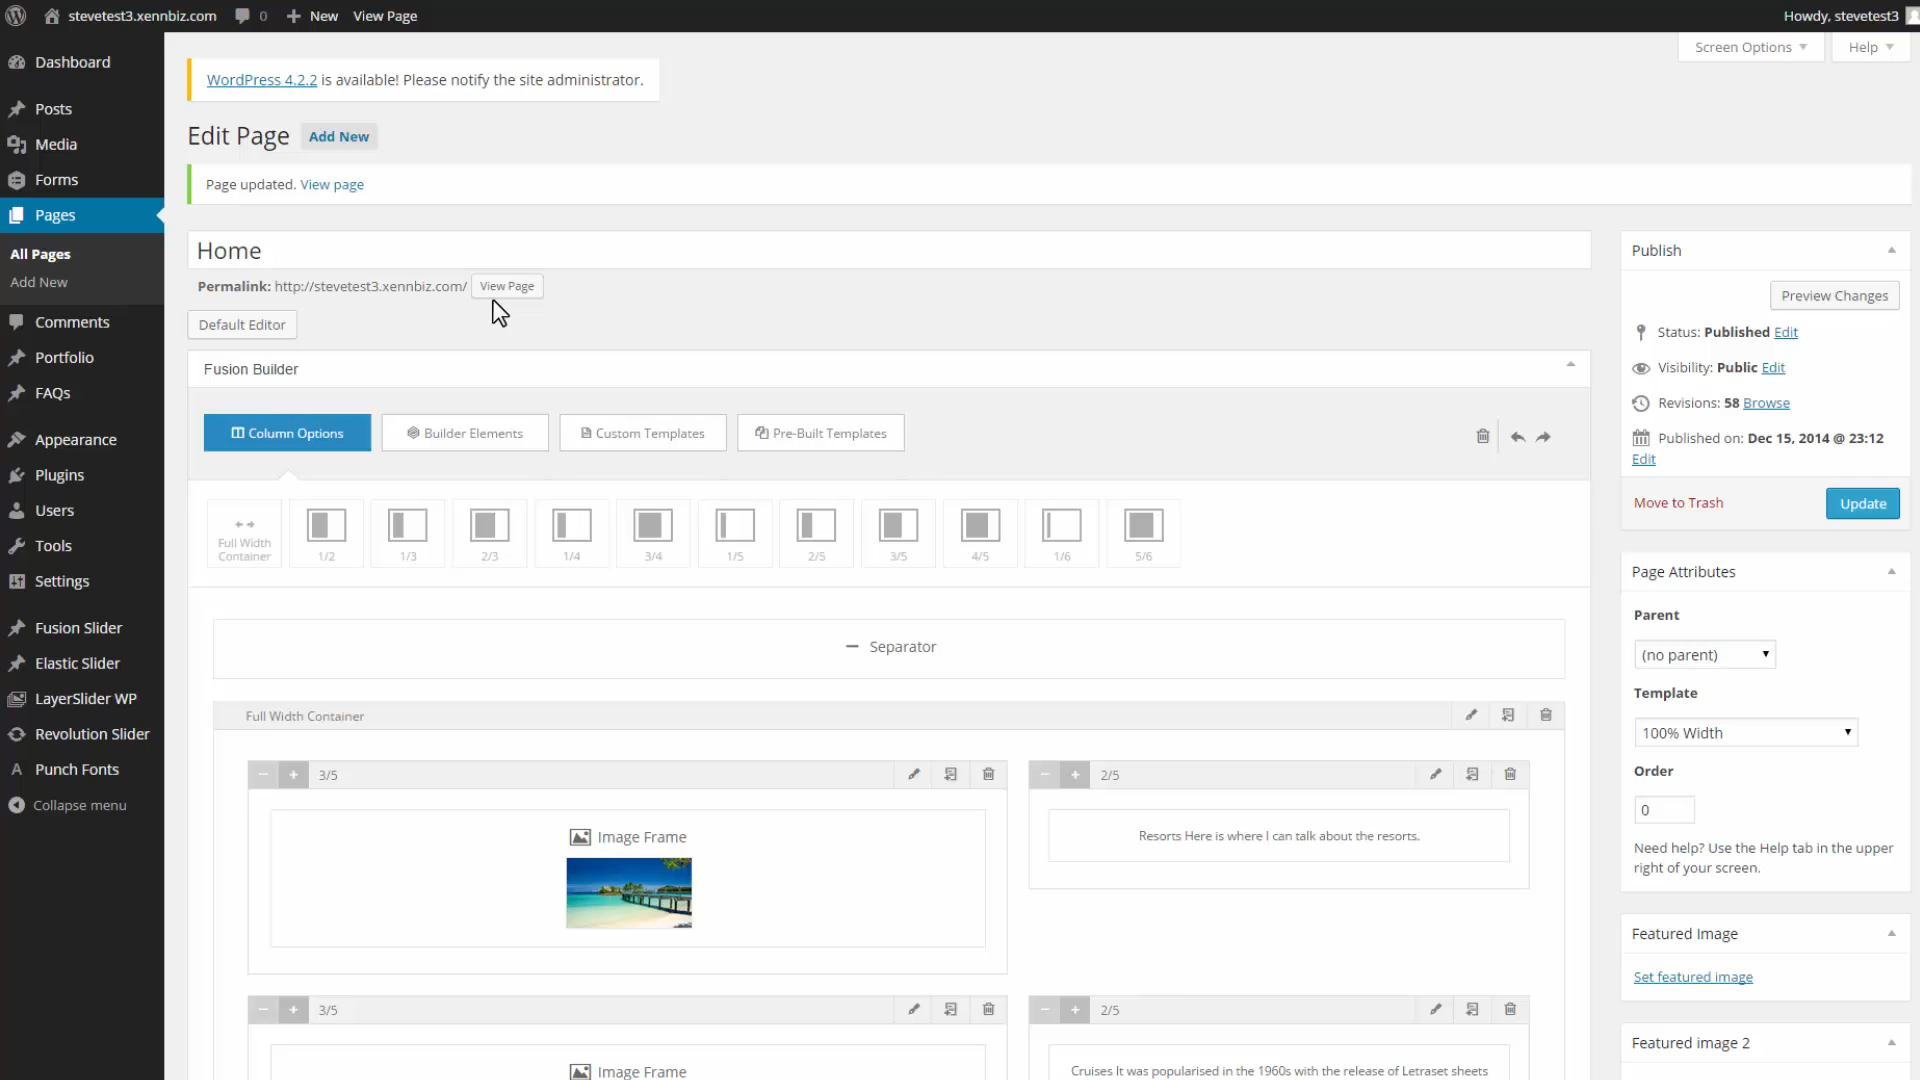 stevetest3.xennbiz.com 0 New View Page Howdy, stevetest3
Screen Options Help
Dashboard
Posts
Media
Forms
Pages
All Pages
Add New
Comments
Portfolio
FAQs
Appearance
Plugins
Users
Tools
Settings
Fusion Slider
Elastic Slider
LayerSlider WP
Revolution Slider
Punch Fonts
Collapse menu
WordPress 4.2.2 is available! Please notify the site administrator.
Edit Page Add New
Page updated. View page
Home
Permalink: http://stevetest3.xennbiz.com/ View Page
Default Editor
Fusion Builder
Column Options Builder Elements Custom Templates Pre-Built Templates
Full Width
Container
1/2 1/3 2/3 1/4 3/4 1/5 2/5 3/5 4/5 1/6 5/6
Separator
Full Width Container
3/5
Image Frame
2/5
Resorts Here is where I can talk about the resorts.
3/5
Image Frame
2/5
Cruises It was popularised in the 1960s with the release of Letraset sheets
Publish
Preview Changes
Status: Published Edit
Visibility: Public Edit
Revisions: 58 Browse
Published on: Dec 15, 2014 @ 23:12
Edit
Move to Trash Update
Page Attributes
Parent
(no parent)
Template
100% Width
Order
0
Need help? Use the Help tab in the upper
right of your screen.
Featured Image
Set featured image
Featured image 2